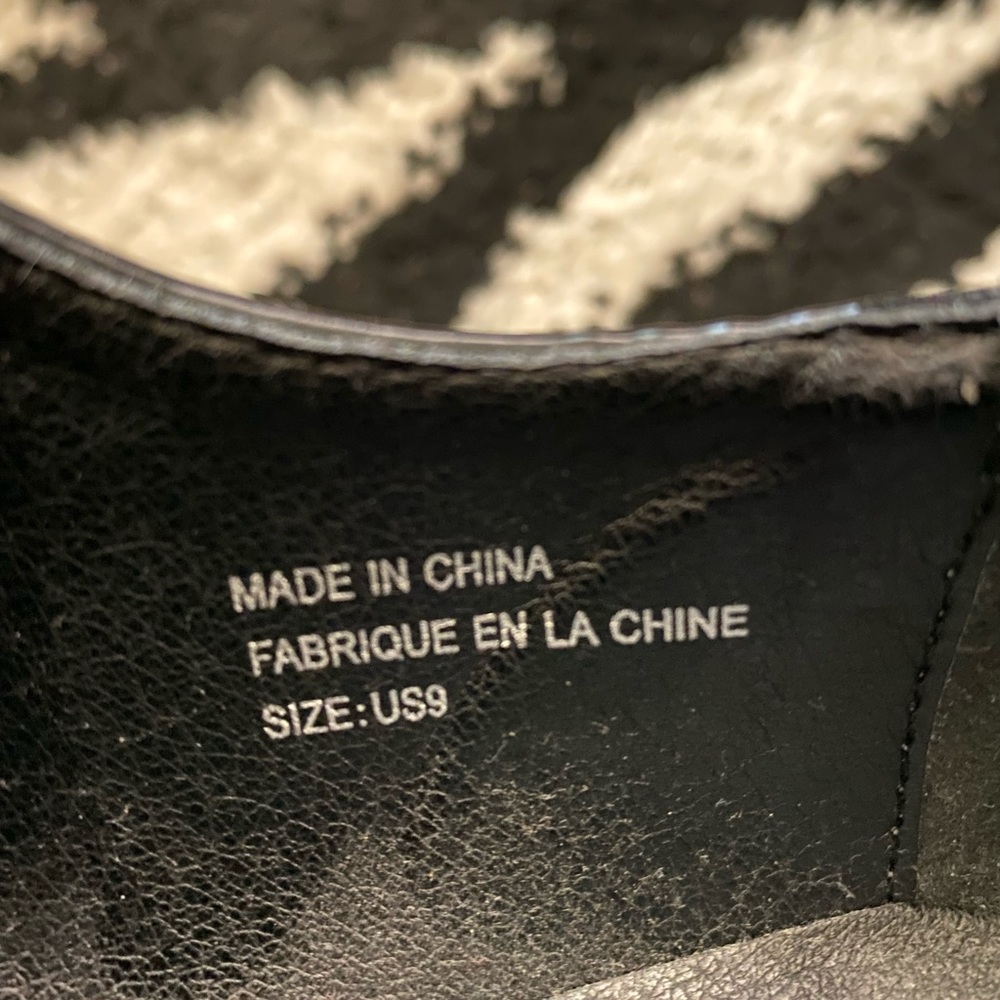 MADE IN CHINA
FABRIQUE EN LA CHINE
SIZE:US9